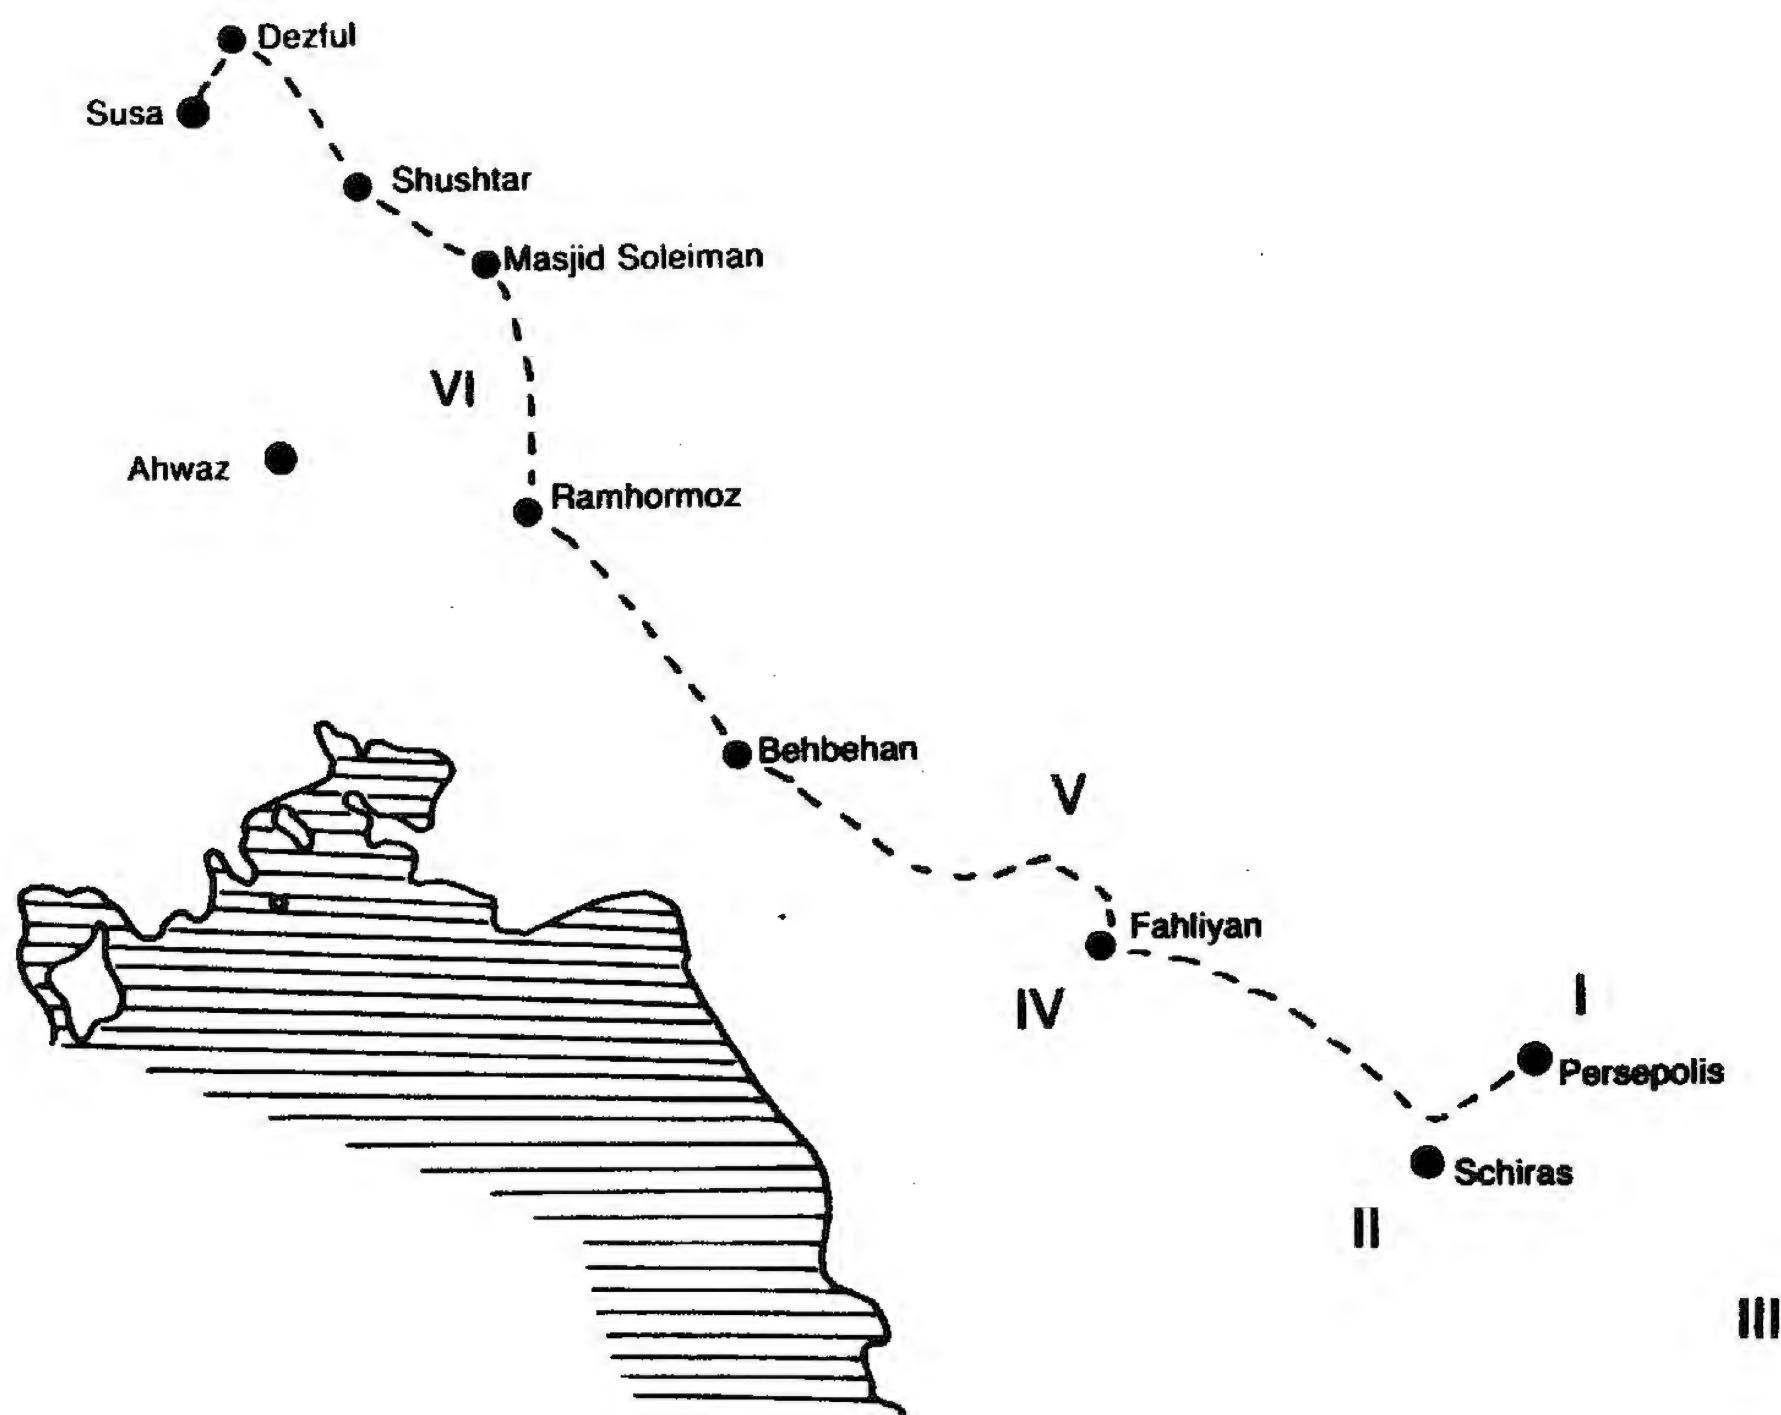 Dezful
Susa
Shushtar
Masjid Soleiman
VI
Ahwaz
Ramhormoz
Behbehan
V
Fahliyan
I
IV
Persepolis
Schiras
II
III